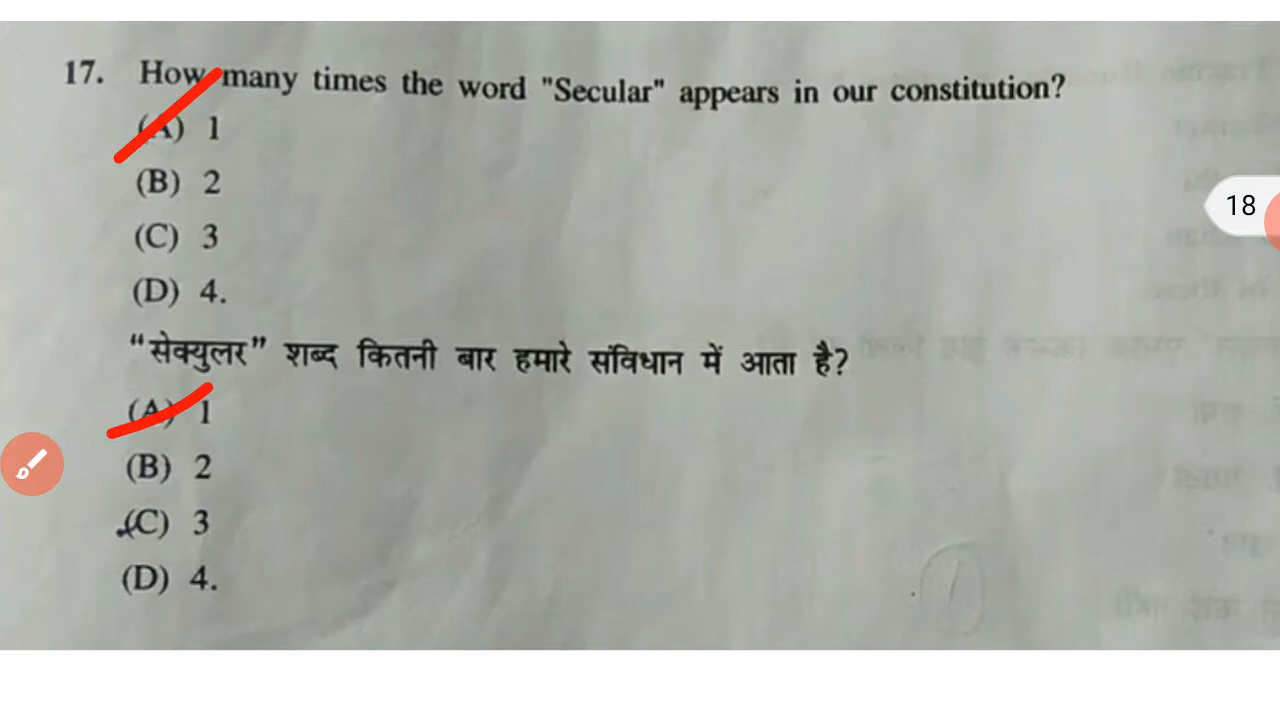 17. How many times the word "Secular" appears in our constitution?
(A) 1
(B) 2
(C) 3
(D) 4.
18
“सेक्युलर” शब्द कितनी बार हमारे संविधान में आता है?
(A) 1
(B) 2
(C) 3
(D) 4.